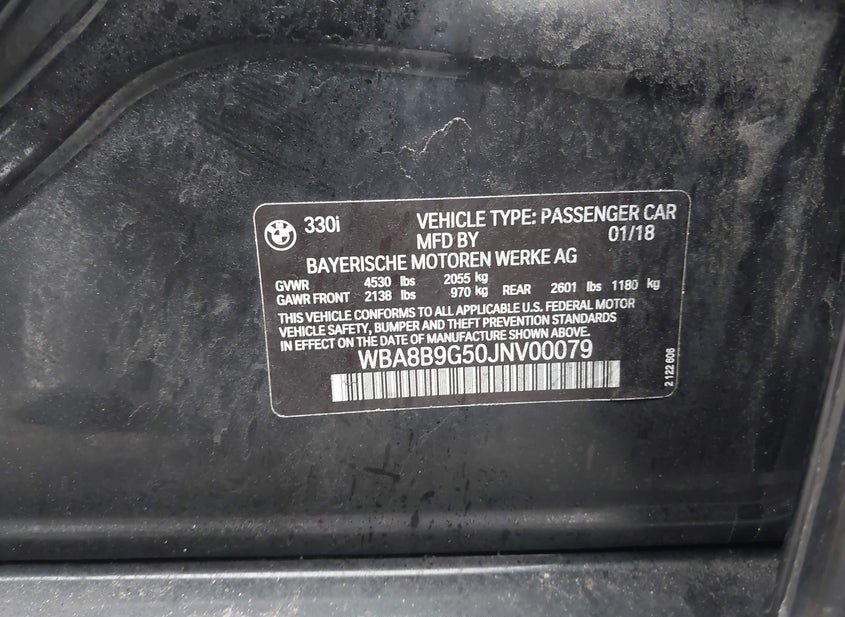 330i VEHICLE TYPE: PASSENGER CAR
MFD BY 01/18
BAYERISCHE MOTOREN WERKE AG
GVWR 4530 lbs 2055 kg
GAWR FRONT 2138 lbs 970 kg REAR 2601 lbs 1180 kg
THIS VEHICLE CONFORMS TO ALL APPLICABLE U.S. FEDERAL MOTOR
VEHICLE SAFETY, BUMPER AND THEFT PREVENTION STANDARDS
IN EFFECT ON THE DATE OF MANUFACTURE SHOWN ABOVE.
WBA8B9G50JNV00079
2 122 606